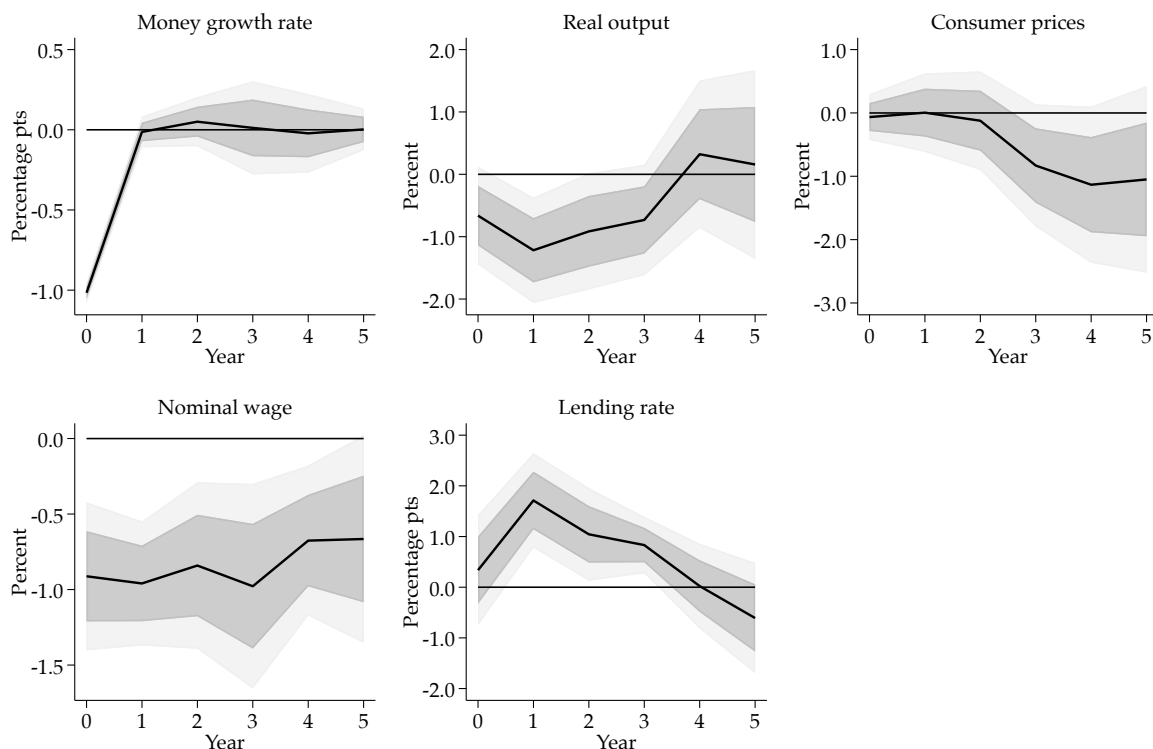 Money growth rate
0.5
0.0
-0.5
-1.0
Percentage pts
0 1 2 3 4 5
Year
Real output
2.0
1.0
0.0
-1.0
-2.0
Percent
0 1 2 3 4 5
Year
Consumer prices
1.0
0.0
-1.0
-2.0
-3.0
Percent
0 1 2 3 4 5
Year
Nominal wage
0.0
-0.5
-1.0
-1.5
Percent
0 1 2 3 4 5
Year
Lending rate
3.0
2.0
1.0
0.0
-1.0
-2.0
Percentage pts
0 1 2 3 4 5
Year